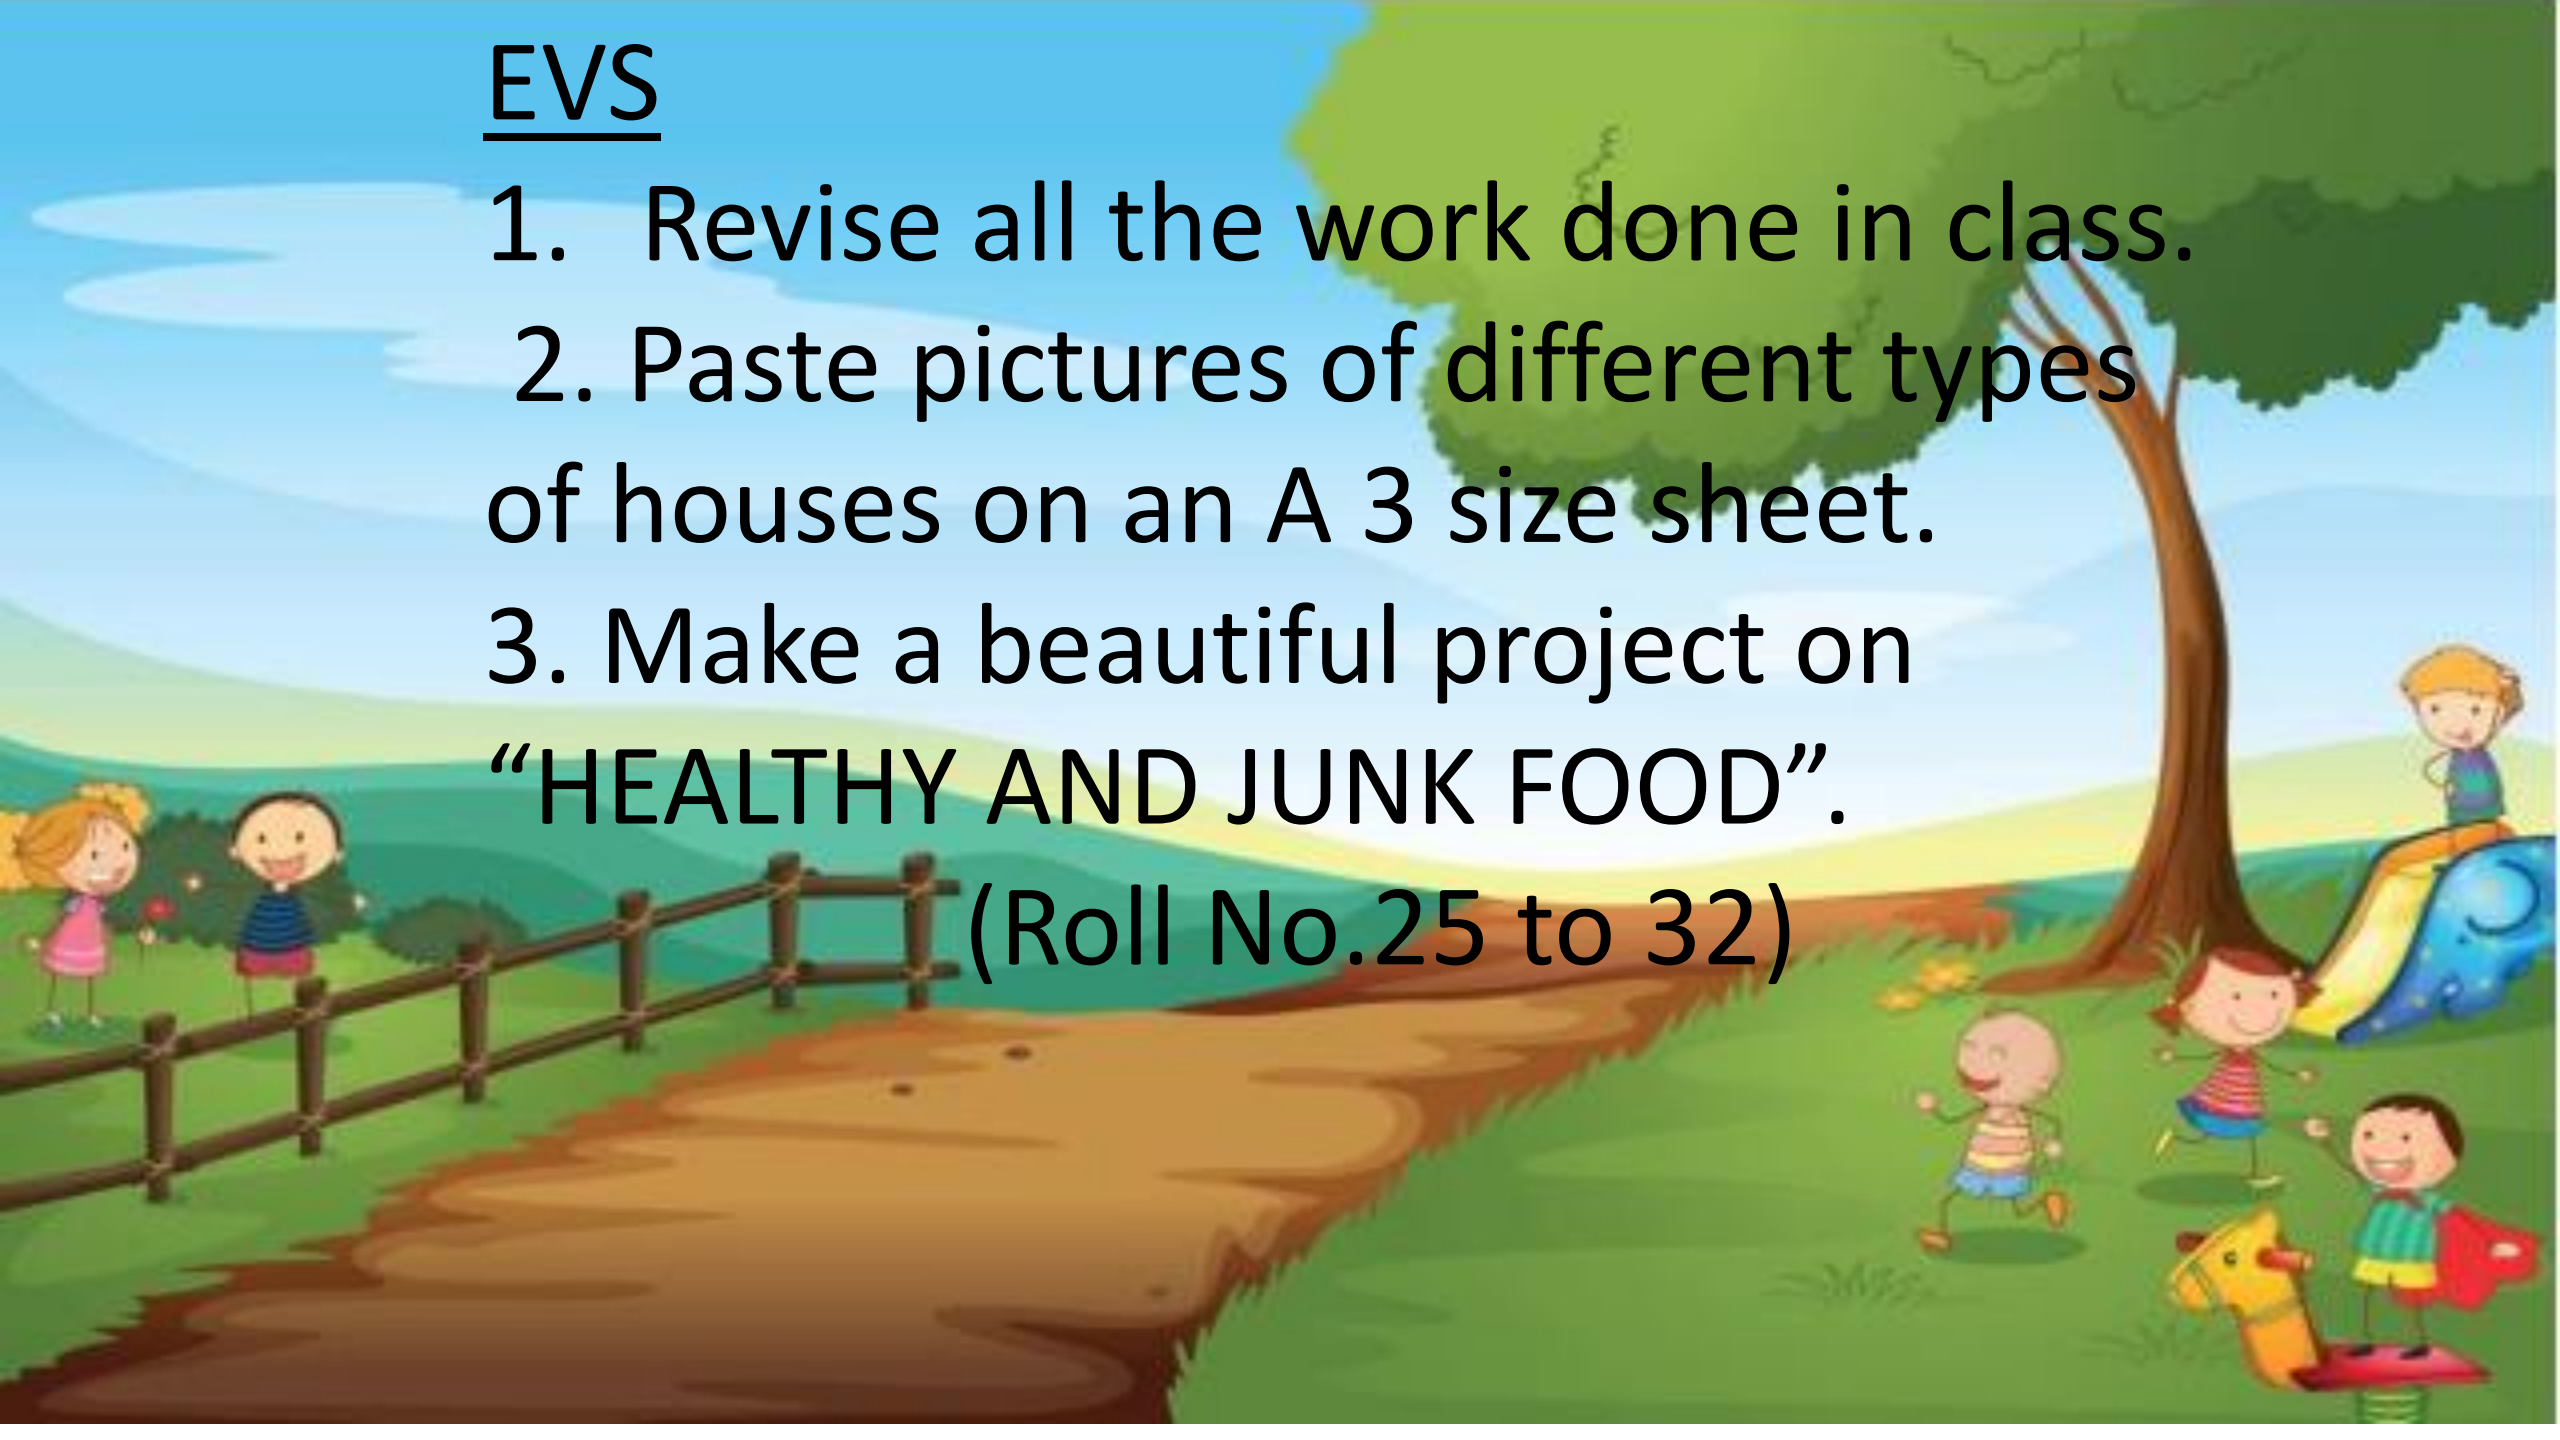 EVS
1. Revise all the work done in class.
2. Paste pictures of different types
of houses on an A 3 size sheet.
3. Make a beautiful project on
“HEALTHY AND JUNK FOOD”.
(Roll No.25 to 32)